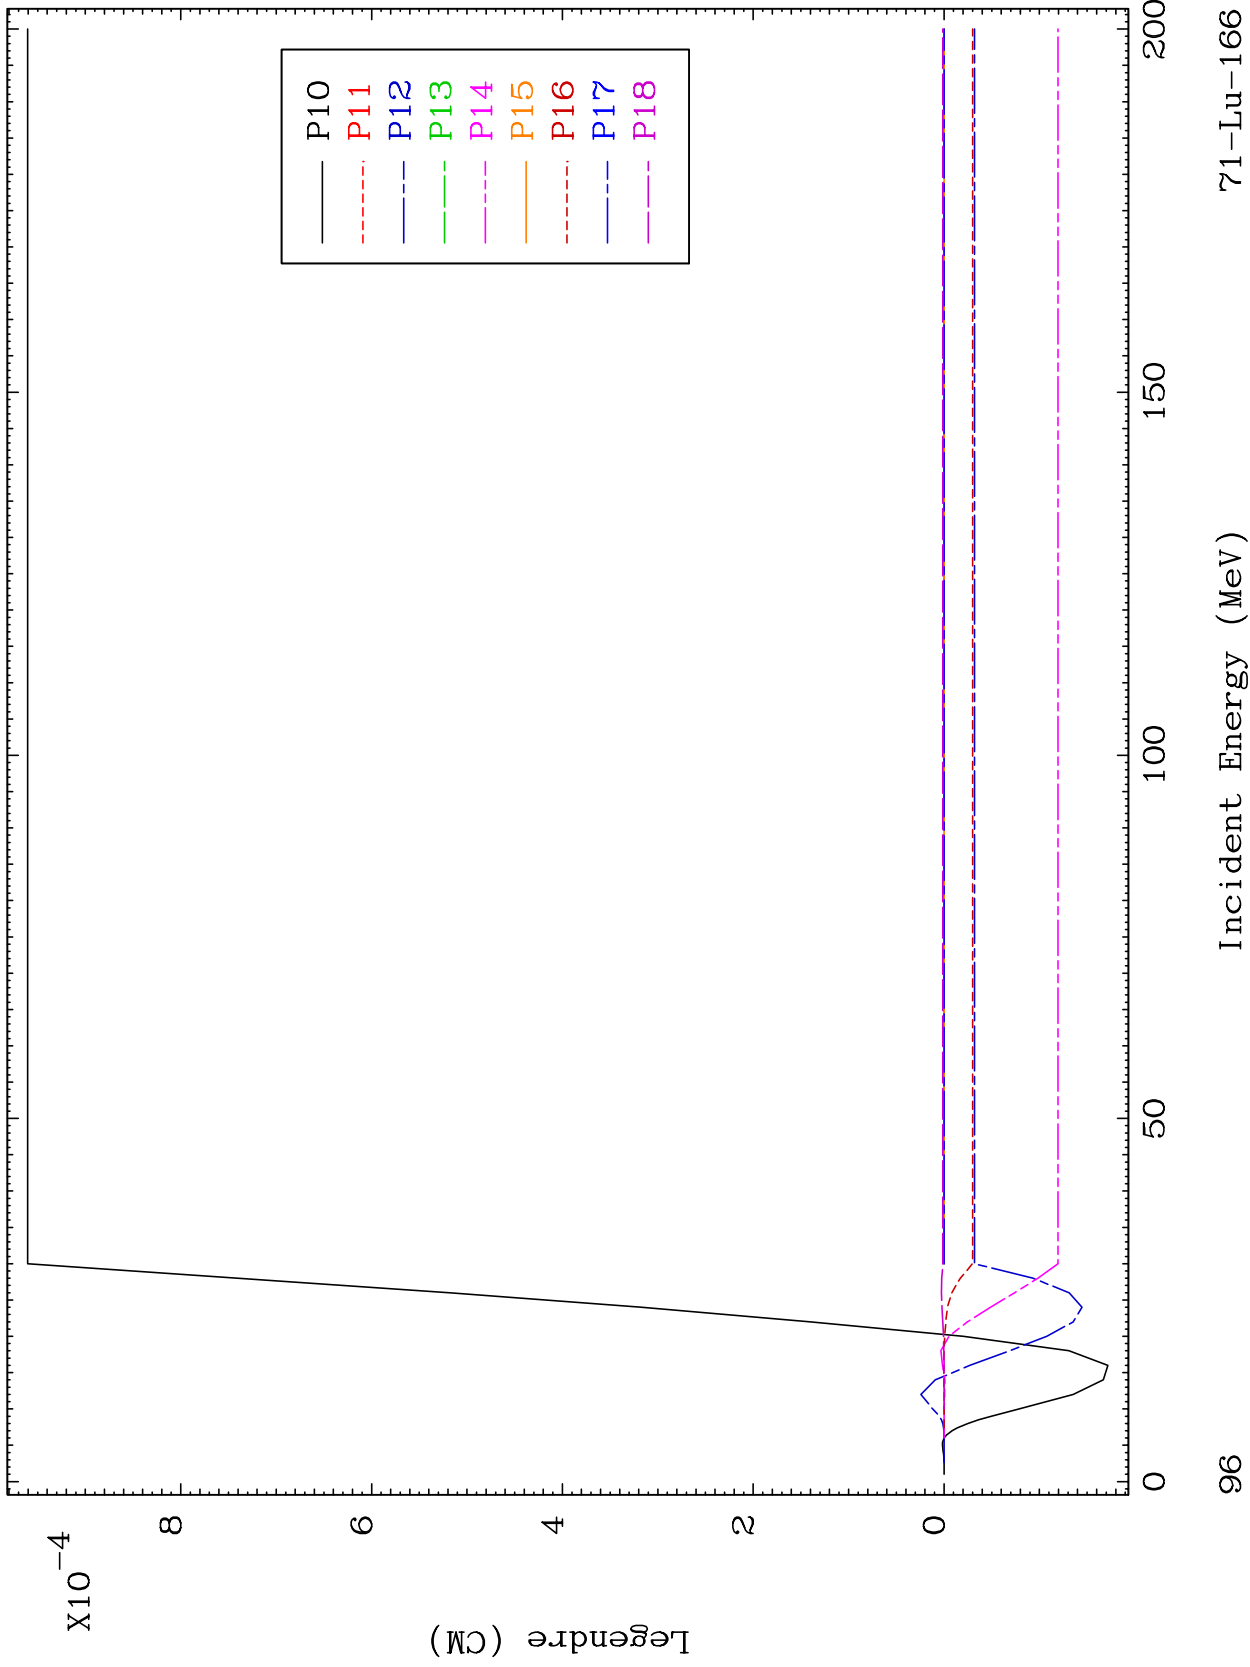 X10−4
8
6
4
2
0
Legendre (CM)
P10
P11
P12
P13
P14
P15
P16
P17
P18
0
50
100
150
200
Incident Energy (MeV)
96
71−Lu−166